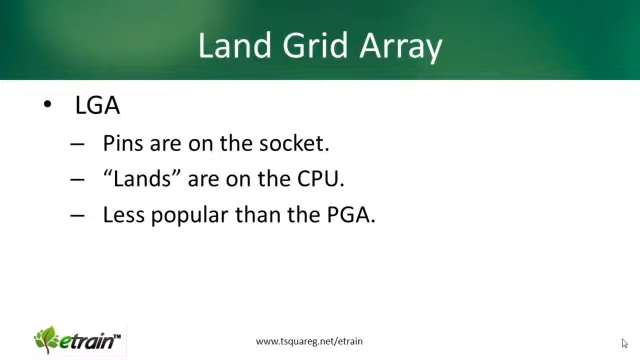 Land Grid Array
• LGA
– Pins are on the socket.
– “Lands” are on the CPU.
– Less popular than the PGA.
etrain™
www.tsquareg.net/etrain